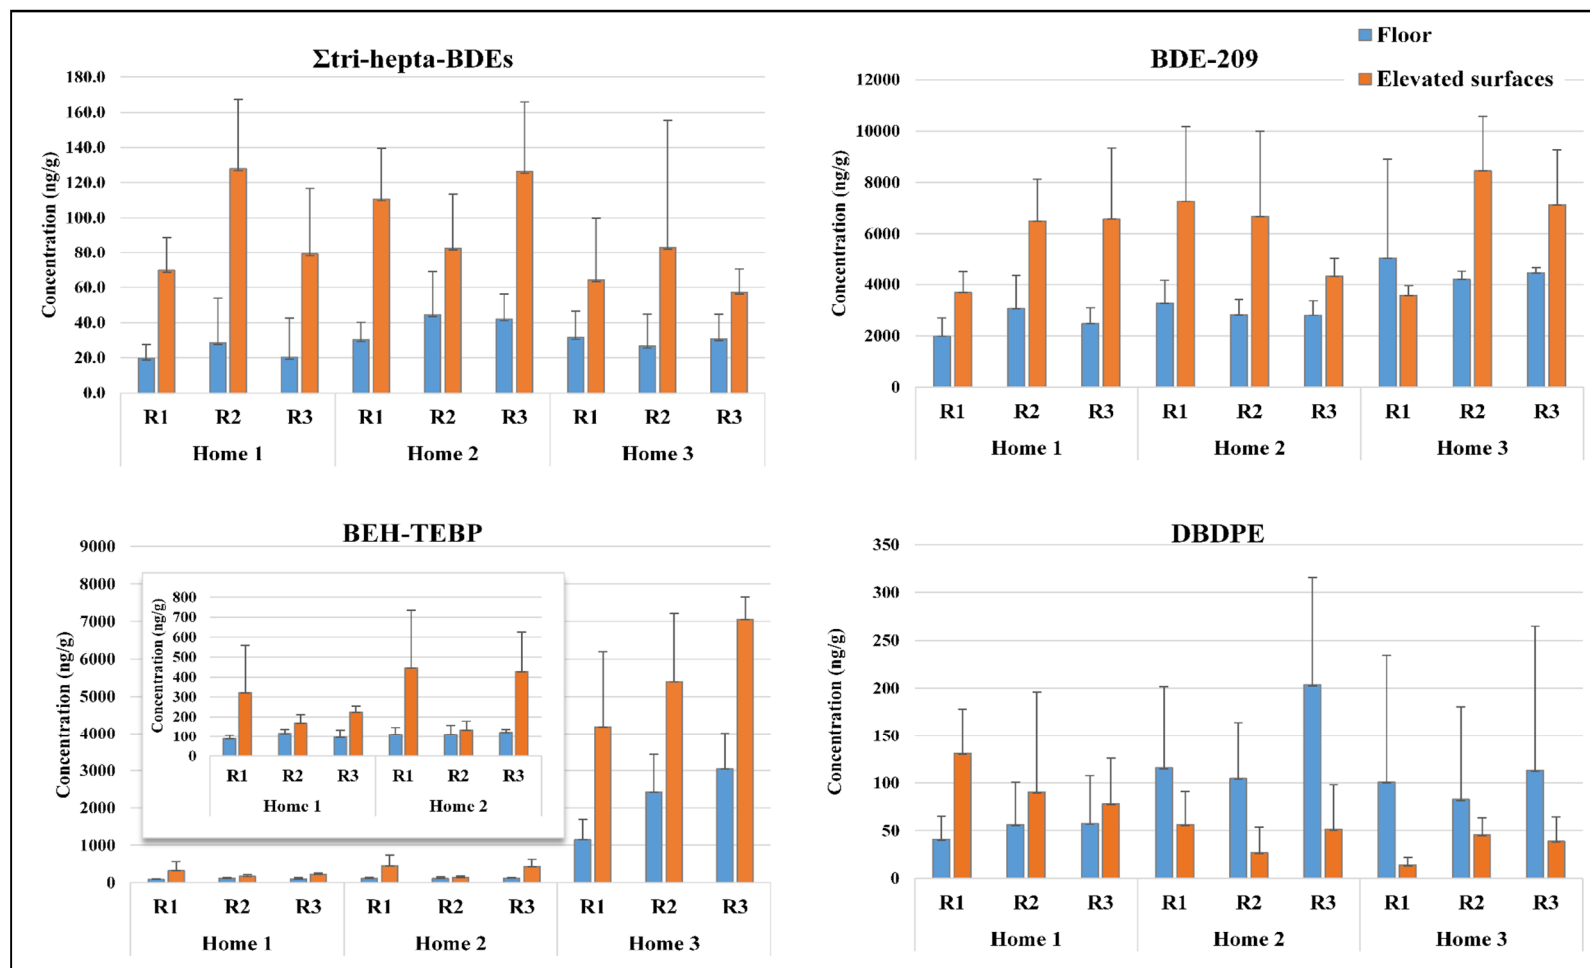 Σtri-hepta-BDEs
Concentration (ng/g)
180.0
160.0
140.0
120.0
100.0
80.0
60.0
40.0
20.0
0.0
R1 R2 R3 R1 R2 R3 R1 R2 R3
Home 1 Home 2 Home 3
BDE-209
Floor
Elevated surfaces
Concentration (ng/g)
12000
10000
8000
6000
4000
2000
0
R1 R2 R3 R1 R2 R3 R1 R2 R3
Home 1 Home 2 Home 3
BEH-TEBP
Concentration (ng/g)
9000
8000
7000
6000
5000
4000
3000
2000
1000
0
Concentration (ng/g)
800
700
600
500
400
300
200
100
0
R1 R2 R3 R1 R2 R3
Home 1 Home 2
R1 R2 R3 R1 R2 R3 R1 R2 R3
Home 1 Home 2 Home 3
DBDPE
Concentration (ng/g)
350
300
250
200
150
100
50
0
R1 R2 R3 R1 R2 R3 R1 R2 R3
Home 1 Home 2 Home 3